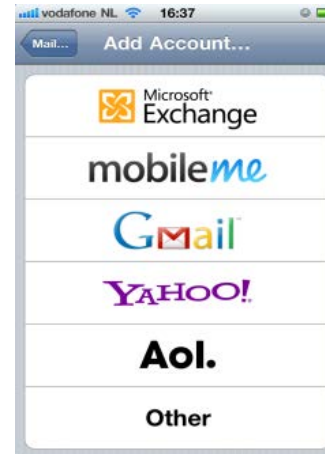 vodafone NL 16:37
Mail... Add Account...
Microsoft®
Exchange
mobileme
Gmail
YAHOO!
Aol.
Other